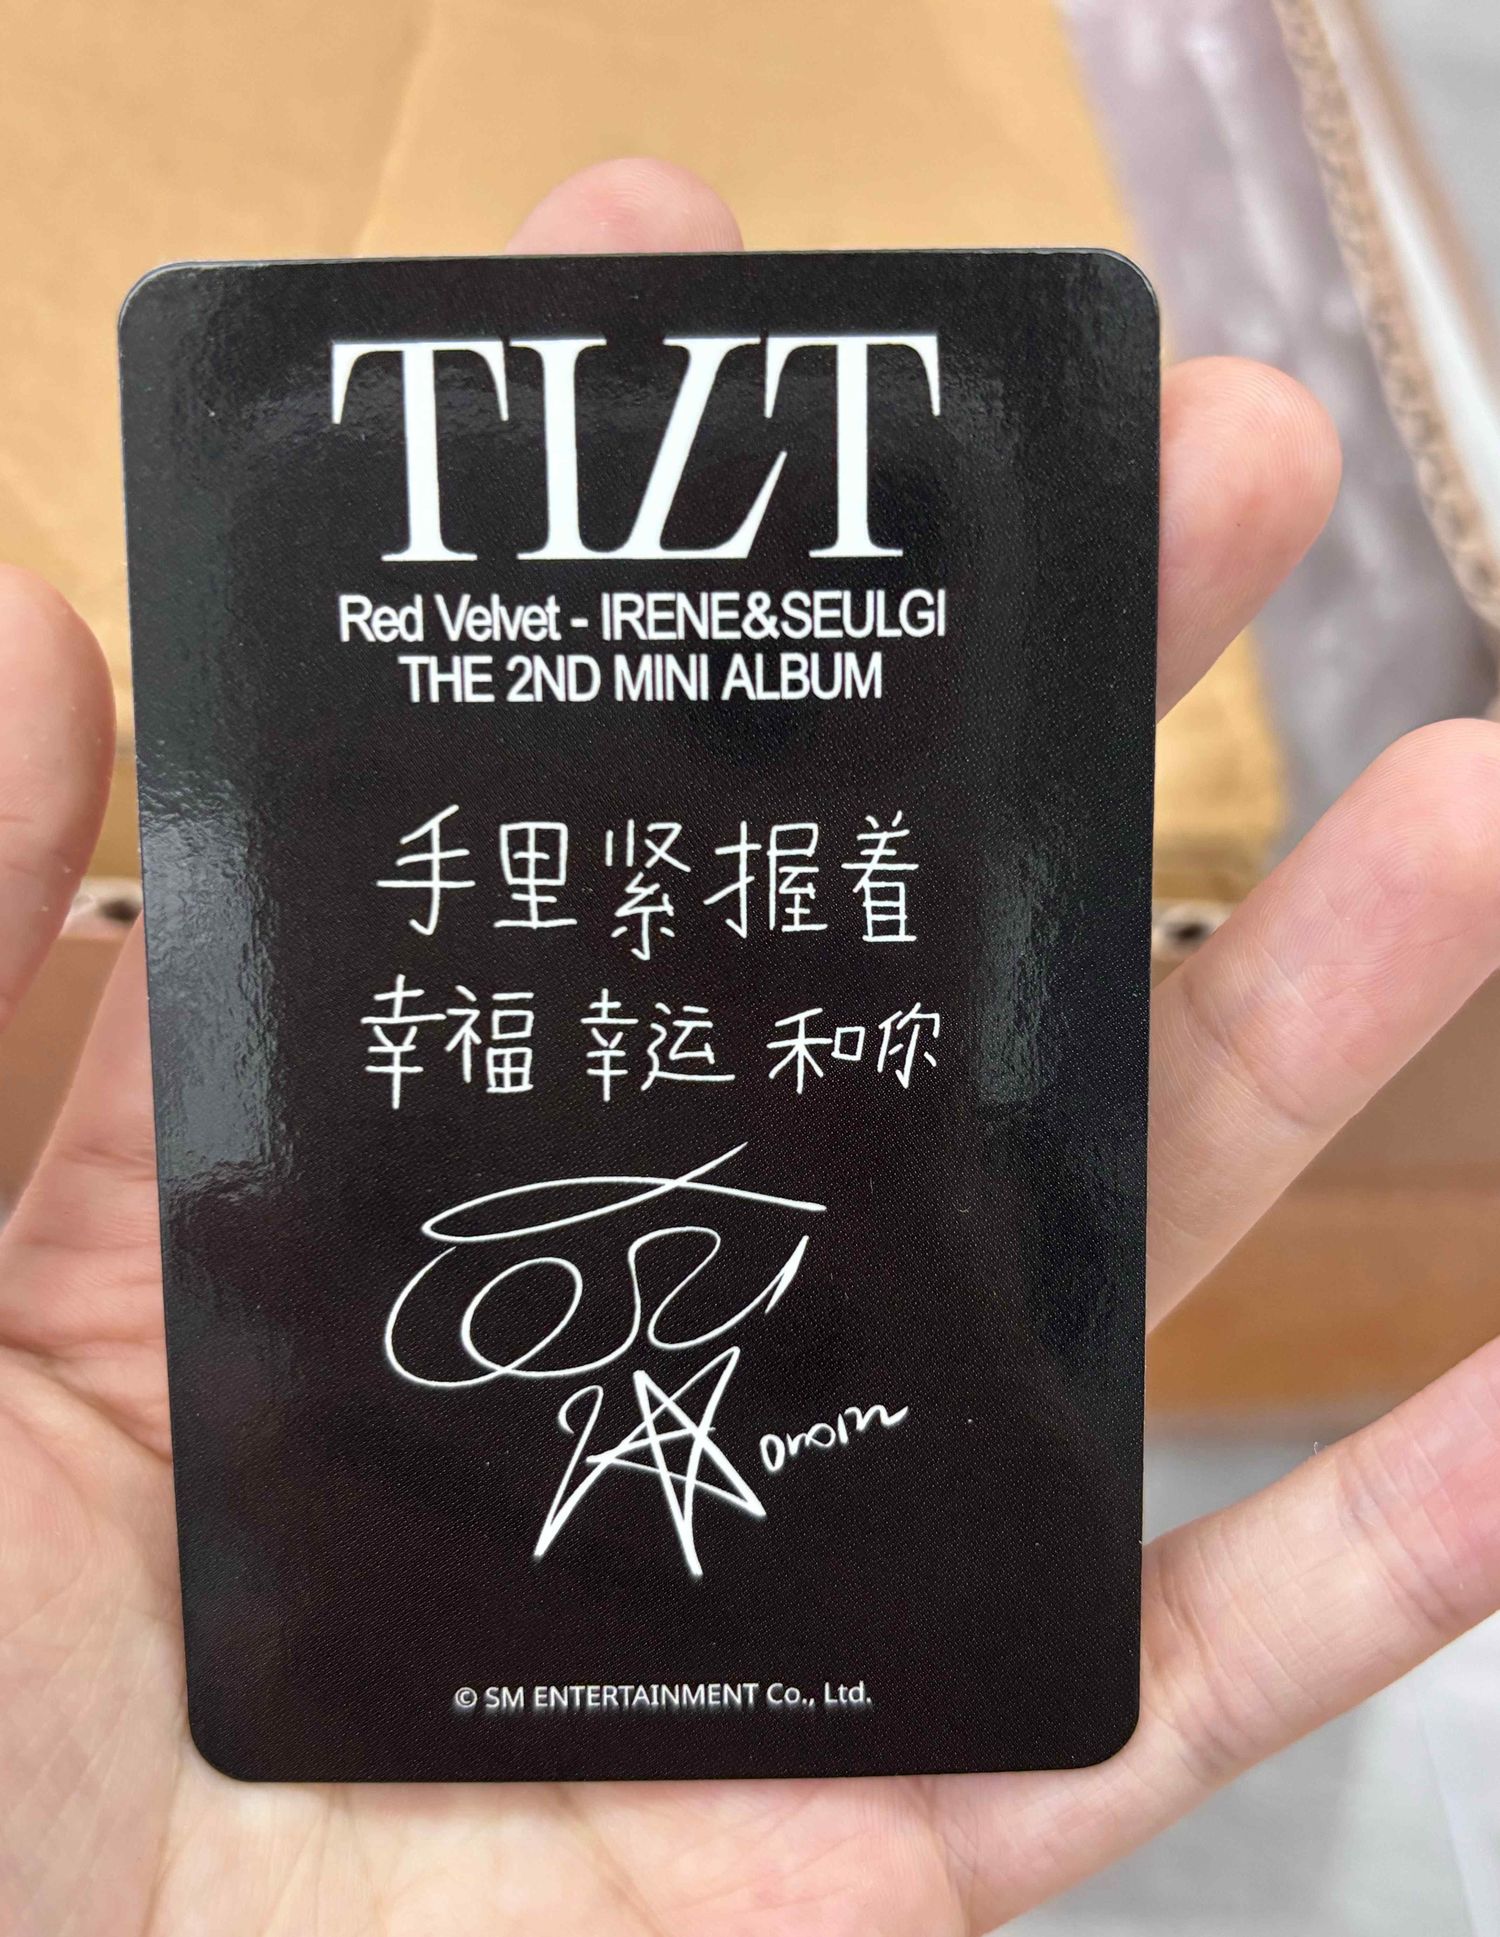 TILT
Red Velvet - IRENE&SEULGI
THE 2ND MINI ALBUM
手里紧握着
幸福 幸运 和你
© SM ENTERTAINMENT Co., Ltd.